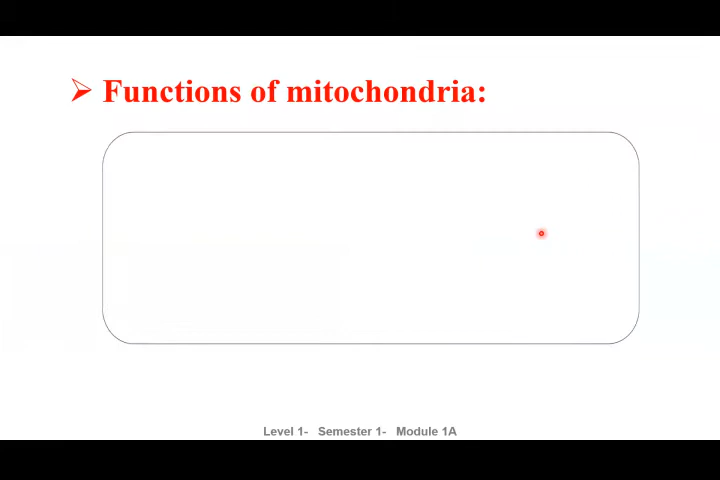 ➢ Functions of mitochondria:
Level 1- Semester 1- Module 1A